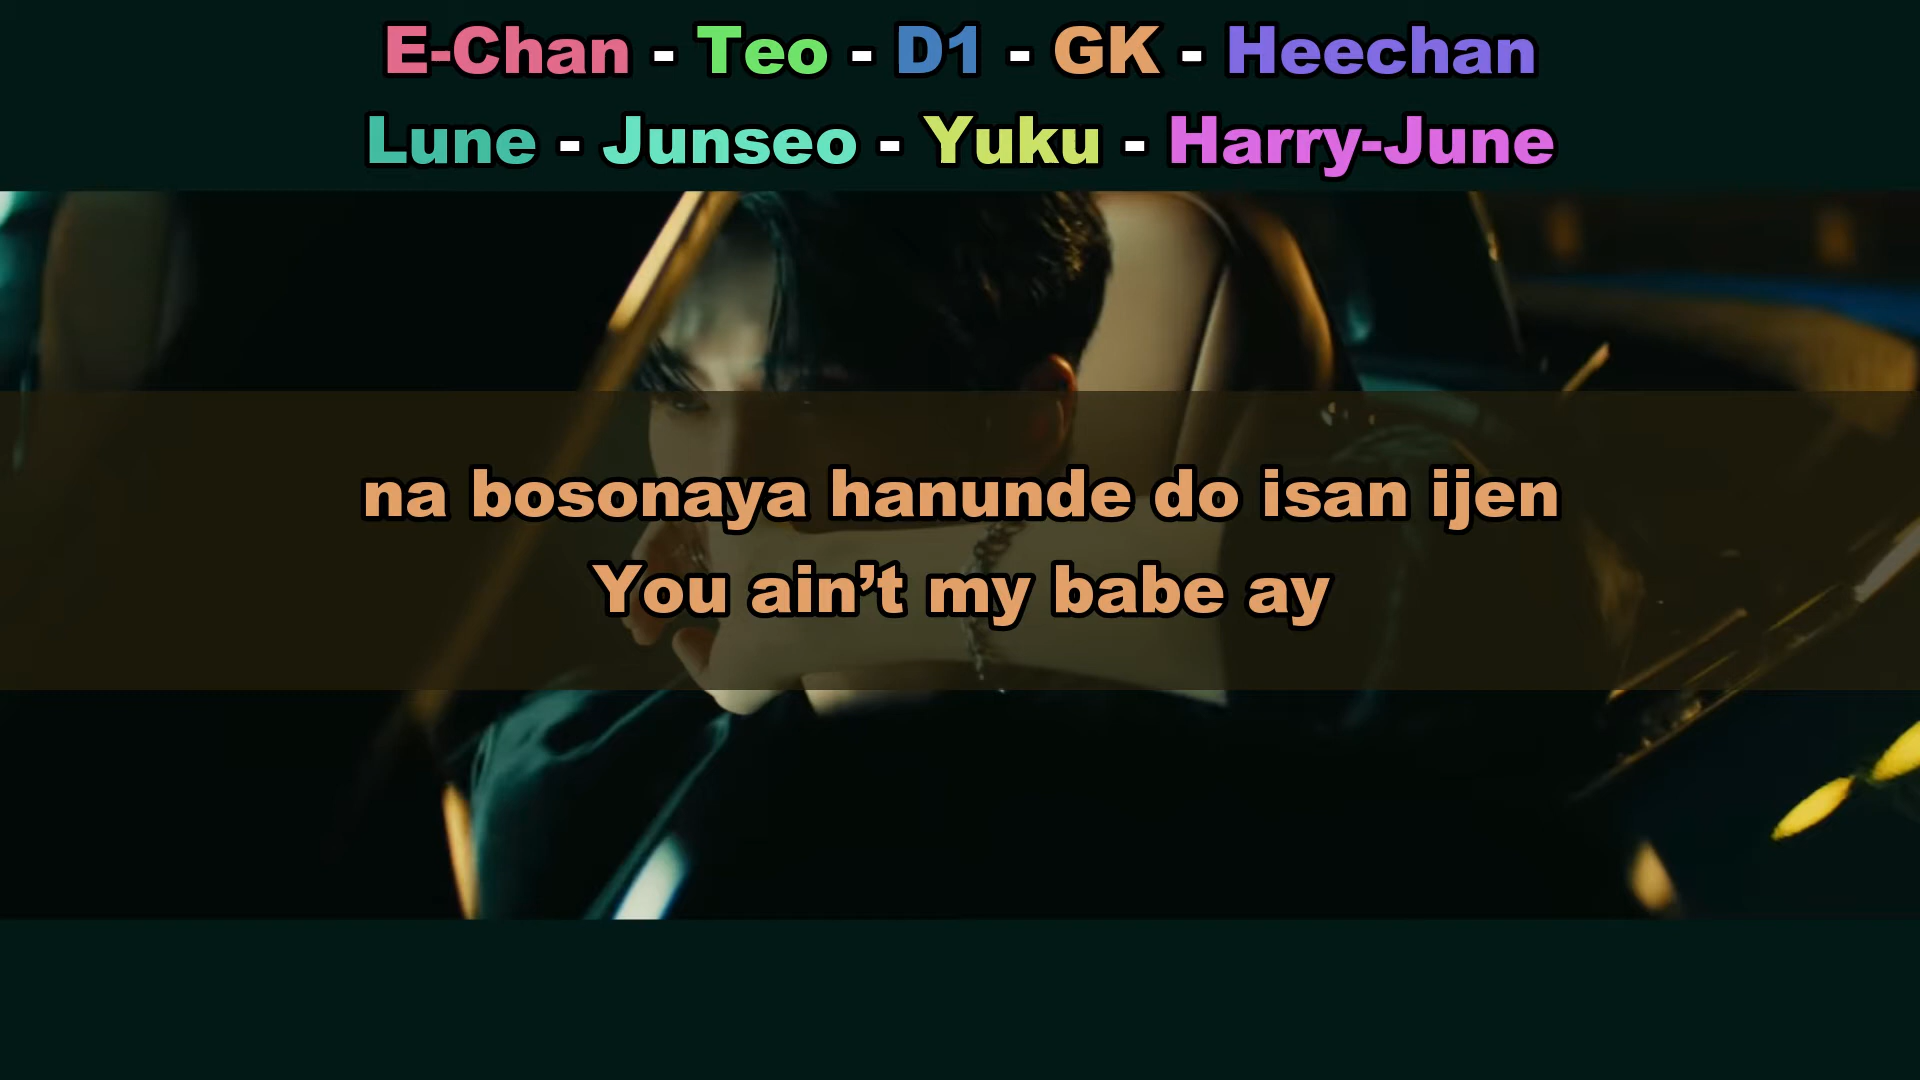 E-Chan - Teo - D1 - GK - Heechan
Lune - Junseo - Yuku - Harry-June
na bosonaya hanunde do isan ijen
You ain’t my babe ay